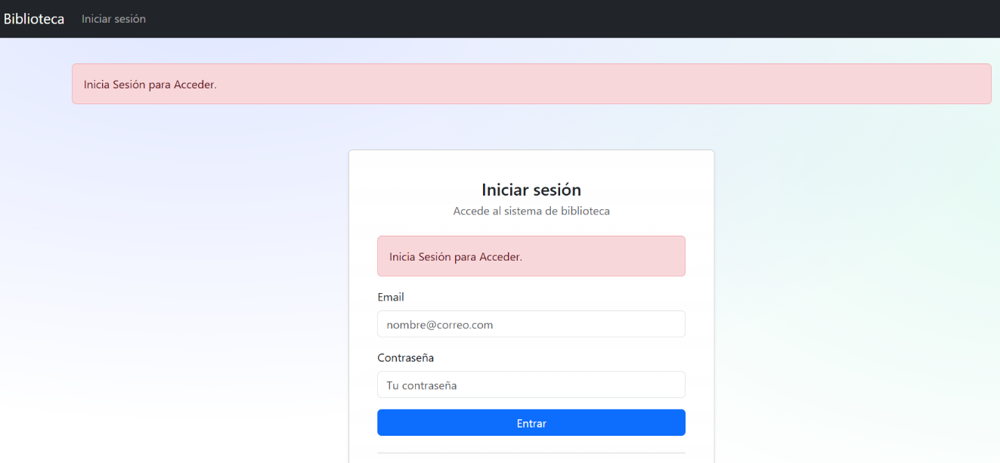 Biblioteca Iniciar sesión
Inicia Sesión para Acceder.
Iniciar sesión
Accede al sistema de biblioteca
Inicia Sesión para Acceder.
Email
nombre@correo.com
Contraseña
Tu contraseña
Entrar